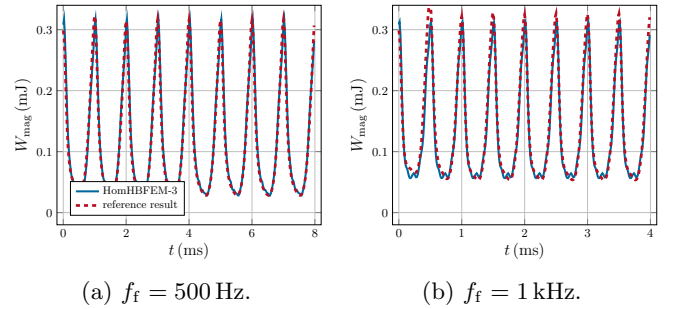 0.3
0.2
0.1
0
W_mag (mJ)
HomHBFEM-3
reference result
0 2 4 6 8
t (ms)
(a) f_f = 500 Hz.
0.3
0.2
0.1
0
W_mag (mJ)
0 1 2 3 4
t (ms)
(b) f_f = 1 kHz.